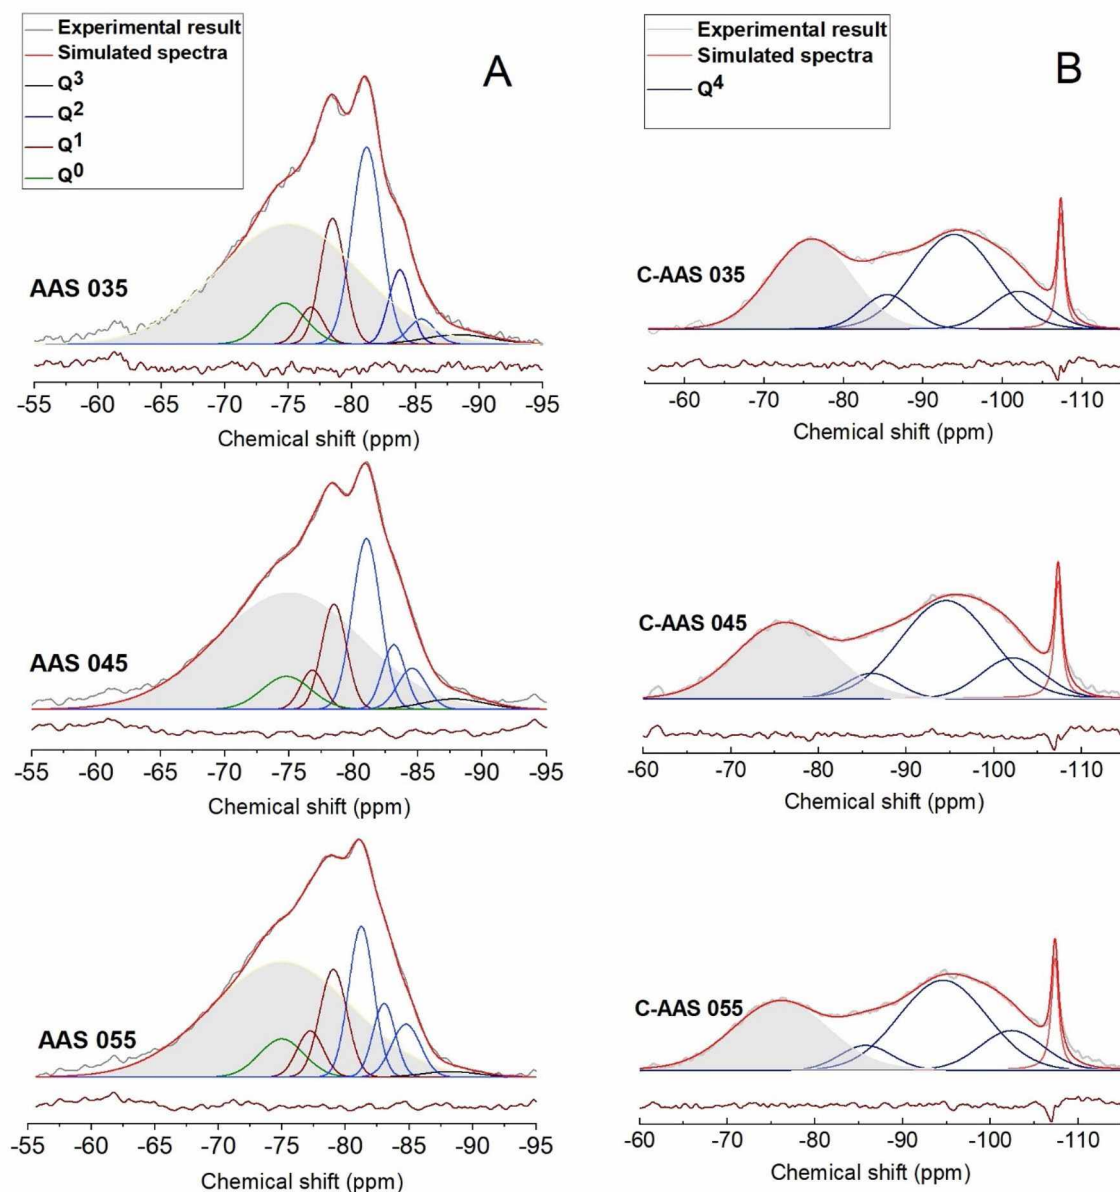 Experimental result
Simulated spectra
Q3
Q2
Q1
Q0
A
AAS 035
-55 -60 -65 -70 -75 -80 -85 -90 -95
Chemical shift (ppm)
AAS 045
-55 -60 -65 -70 -75 -80 -85 -90 -95
Chemical shift (ppm)
AAS 055
-55 -60 -65 -70 -75 -80 -85 -90 -95
Chemical shift (ppm)
Experimental result
Simulated spectra
Q4
B
C-AAS 035
-60 -70 -80 -90 -100 -110
Chemical shift (ppm)
C-AAS 045
-60 -70 -80 -90 -100 -110
Chemical shift (ppm)
C-AAS 055
-60 -70 -80 -90 -100 -110
Chemical shift (ppm)